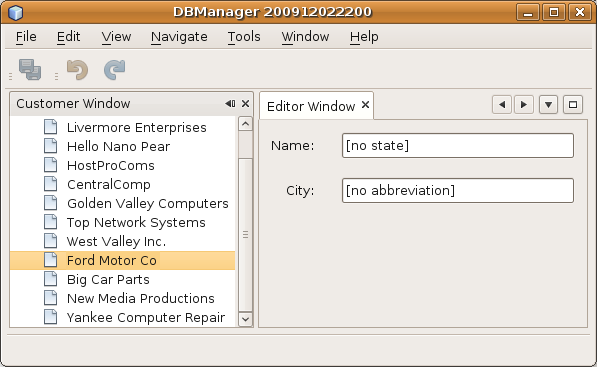 DBManager 200912022200
File Edit View Navigate Tools Window Help
Customer Window
Editor Window
Livermore Enterprises
Hello Nano Pear
HostProComs
CentralComp
Golden Valley Computers
Top Network Systems
West Valley Inc.
Ford Motor Co
Big Car Parts
New Media Productions
Yankee Computer Repair
Name: [no state]
City: [no abbreviation]